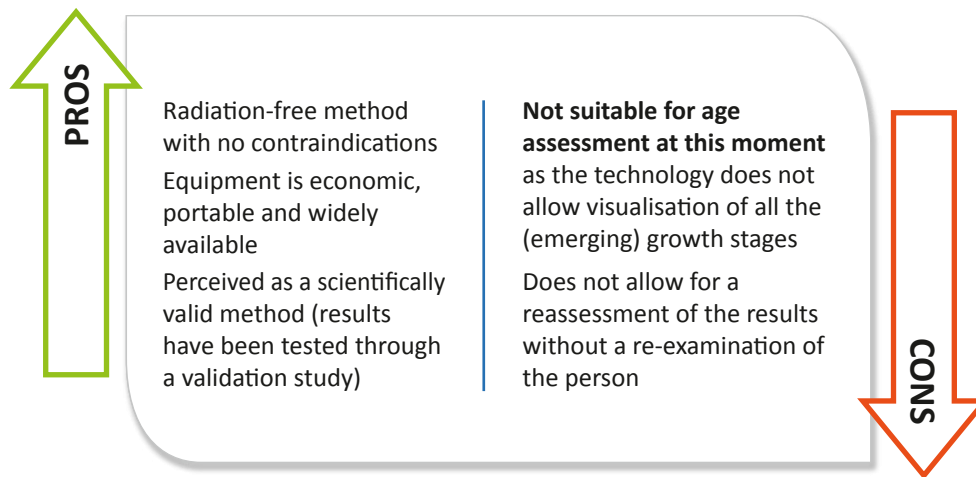 PROS
Radiation-free method
with no contraindications
Equipment is economic,
portable and widely
available
Perceived as a scientifically
valid method (results
have been tested through
a validation study)
Not suitable for age
assessment at this moment
as the technology does not
allow visualisation of all the
(emerging) growth stages
Does not allow for a
reassessment of the results
without a re-examination of
the person
CONS